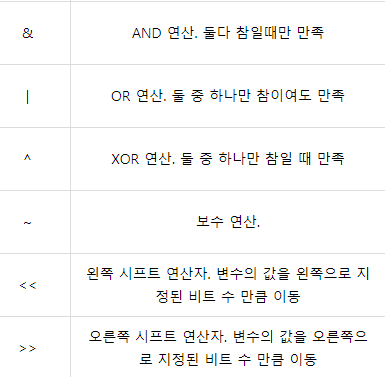 & AND 연산. 둘다 참일때만 만족
| OR 연산. 둘 중 하나만 참이여도 만족
^ XOR 연산. 둘 중 하나만 참일 때 만족
~ 보수 연산.
<< 왼쪽 시프트 연산자. 변수의 값을 왼쪽으로 지
정된 비트 수 만큼 이동
>> 오른쪽 시프트 연산자. 변수의 값을 오른쪽으
로 지정된 비트 수 만큼 이동